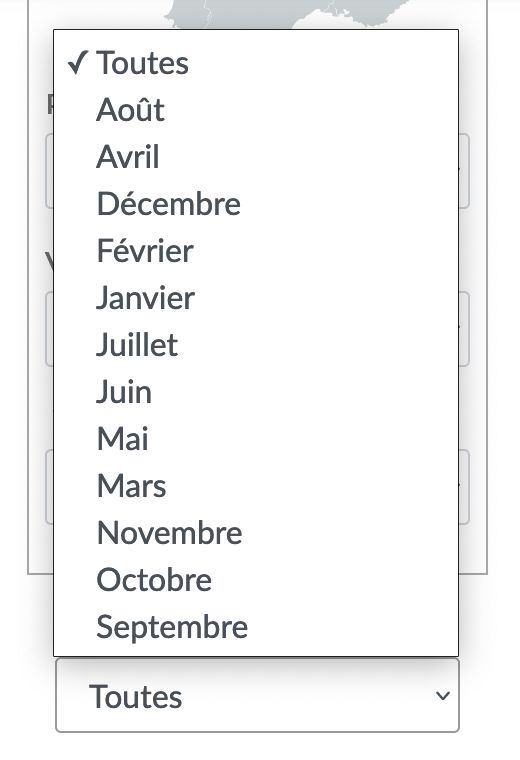 ✓ Toutes
Août
Avril
Décembre
Février
Janvier
Juillet
Juin
Mai
Mars
Novembre
Octobre
Septembre
Toutes